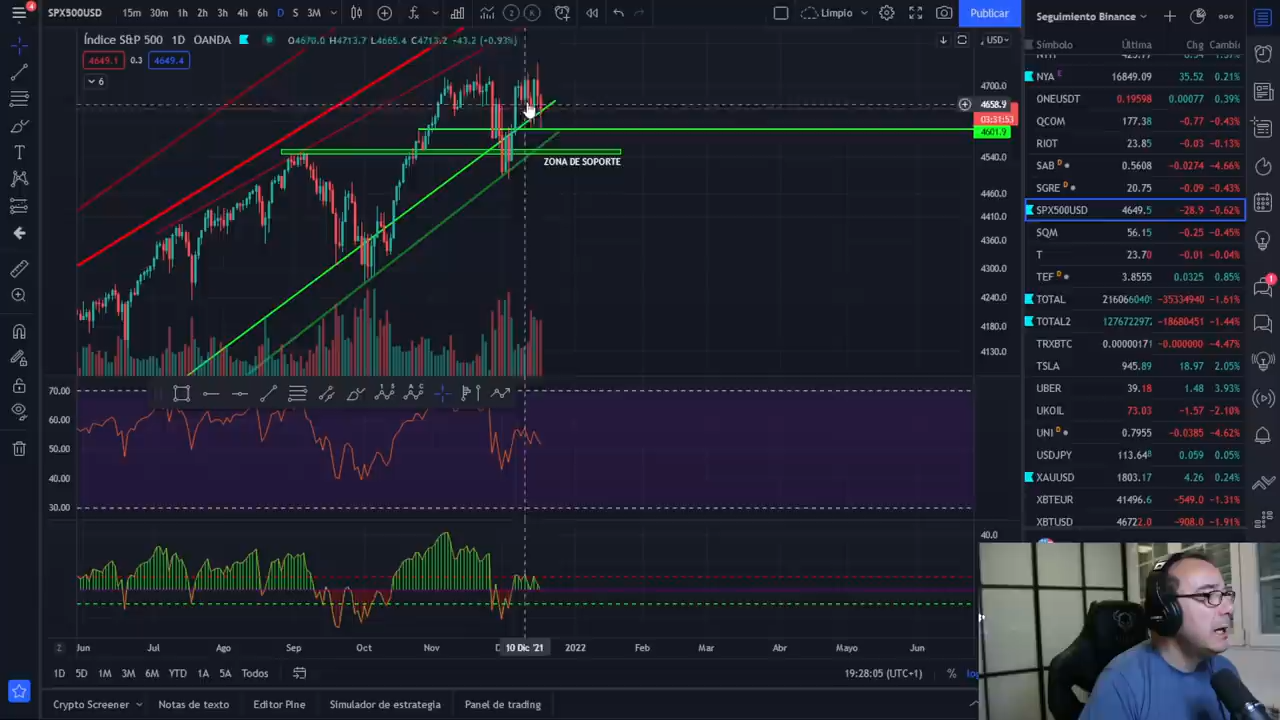 4
SPX500USD 15m 30m 1h 2h 3h 4h 6h D S 3M 2 K Limpio Publicar
Índice S&P 500 1D OANDA O4670.0 H4713.7 L4665.4 C4713.2 -43.2 (-0.93%) USD
4649.1 0.3 4649.4
6
4700.0
4658.9
03:31:53
4601.9
4540.0
ZONA DE SOPORTE
4460.0
4410.0
4360.0
4300.0
4240.0
4180.0
4130.0
70.00
60.00
50.00
40.00
30.00
40.0
Jun Jul Ago Sep Oct Nov 10 Dic '21 2022 Feb Mar Abr Mayo Jun
1D 5D 1M 3M 6M YTD 1A 5A Todos 19:28:05 (UTC+1) % log
Crypto Screener Notas de texto Editor Pine Simulador de estrategia Panel de trading
Seguimiento Binance
Símbolo Última Chg Cambio
NYA E 16849.09 35.52 0.21%
ONEUSDT 0.19598 0.00077 0.39%
QCOM 177.38 -0.77 -0.43%
RIOT 23.85 -0.03 -0.13%
SAB D 0.5608 -0.0274 -4.66%
SGRE D 20.75 -0.09 -0.43%
SPX500USD 4649.5 -28.9 -0.62%
SQM 56.15 -0.25 -0.45%
T 23.70 -0.01 -0.04%
TEF D 3.8555 0.0325 0.85%
TOTAL -35334940 -1.61%
TOTAL2 -18680451 -1.44%
TRXBTC 0.0000017 -0.000000 -4.47%
TSLA 945.89 18.97 2.05%
UBER 39.18 1.48 3.93%
UKOIL 73.03 -1.57 -2.10%
UNI D 0.7955 -0.0385 -4.62%
USDJPY 113.648 0.059 0.05%
XAUUSD 1803.17 4.26 0.24%
XBTEUR 41496.6 -549.0 -1.31%
XBTUSD 46722.0 -908.0 -1.91%
1